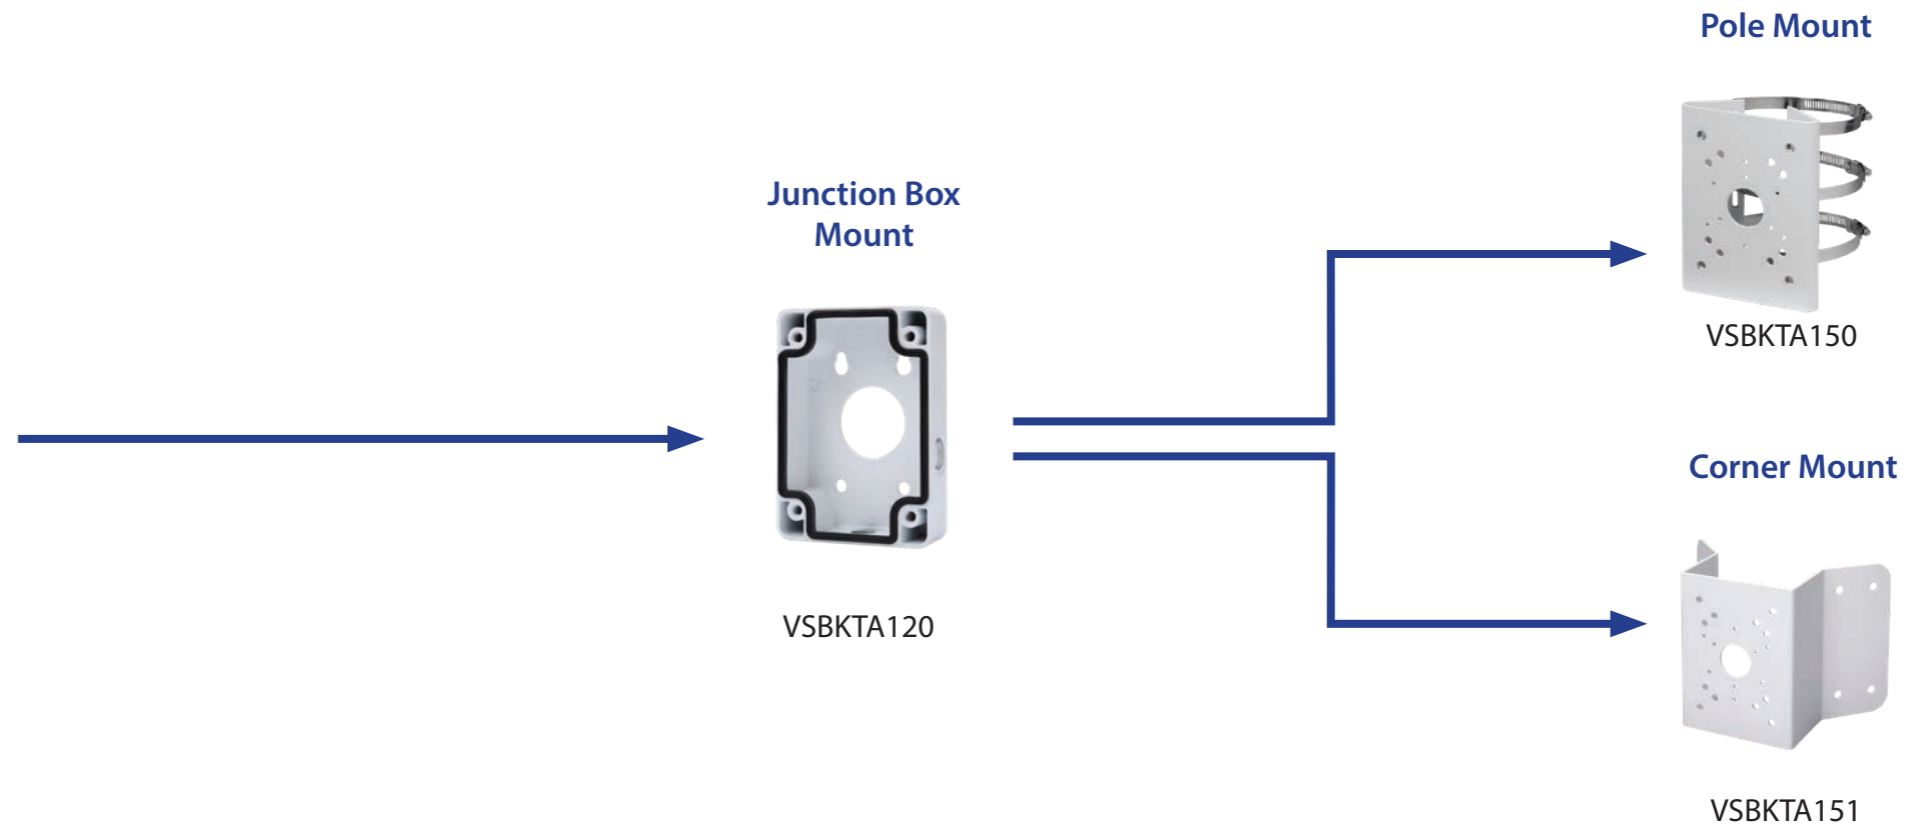 Pole Mount
VSBKTA150
Junction Box
Mount
VSBKTA120
Corner Mount
VSBKTA151